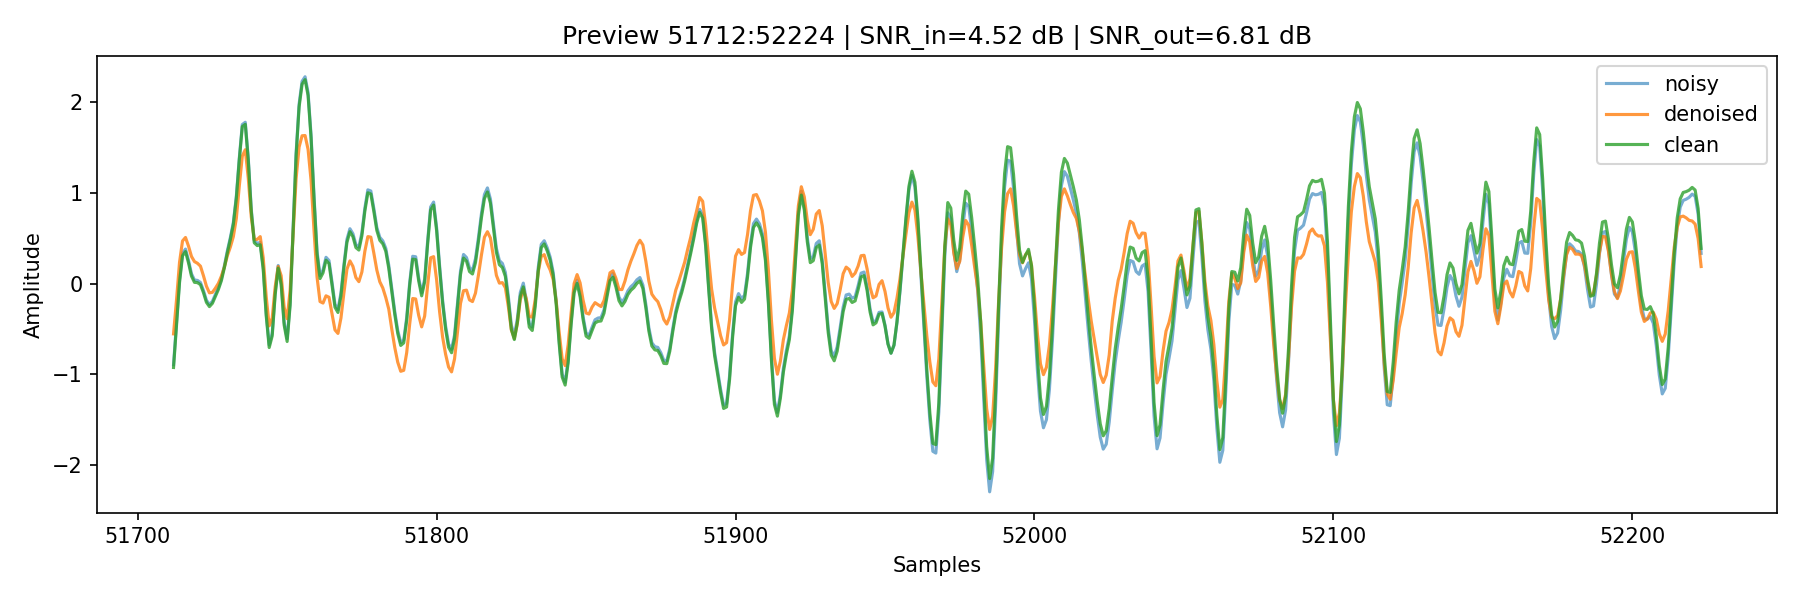 Preview 51712:52224 | SNR_in=4.52 dB | SNR_out=6.81 dB
noisy
denoised
clean
Amplitude
2
1
0
−1
−2
51700 51800 51900 52000 52100 52200
Samples